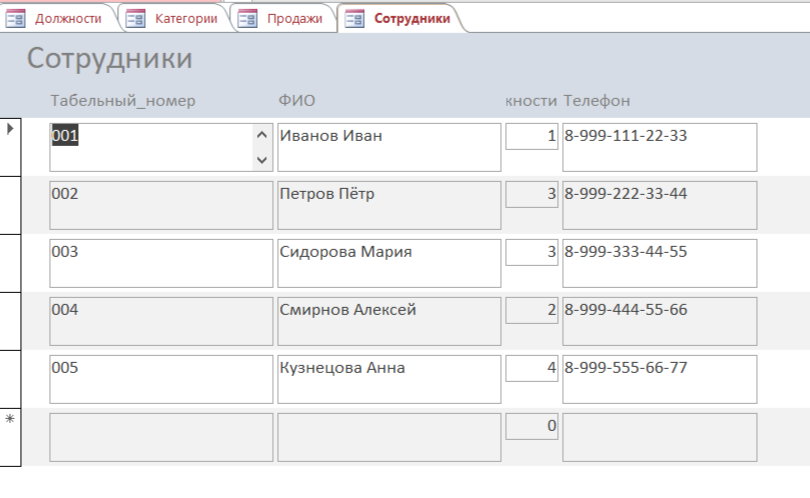 Должности Категории Продажи Сотрудники
Сотрудники
Табельный_номер ФИО жности Телефон
001 Иванов Иван 1 8-999-111-22-33
002 Петров Пётр 3 8-999-222-33-44
003 Сидорова Мария 3 8-999-333-44-55
004 Смирнов Алексей 2 8-999-444-55-66
005 Кузнецова Анна 4 8-999-555-66-77
* 0